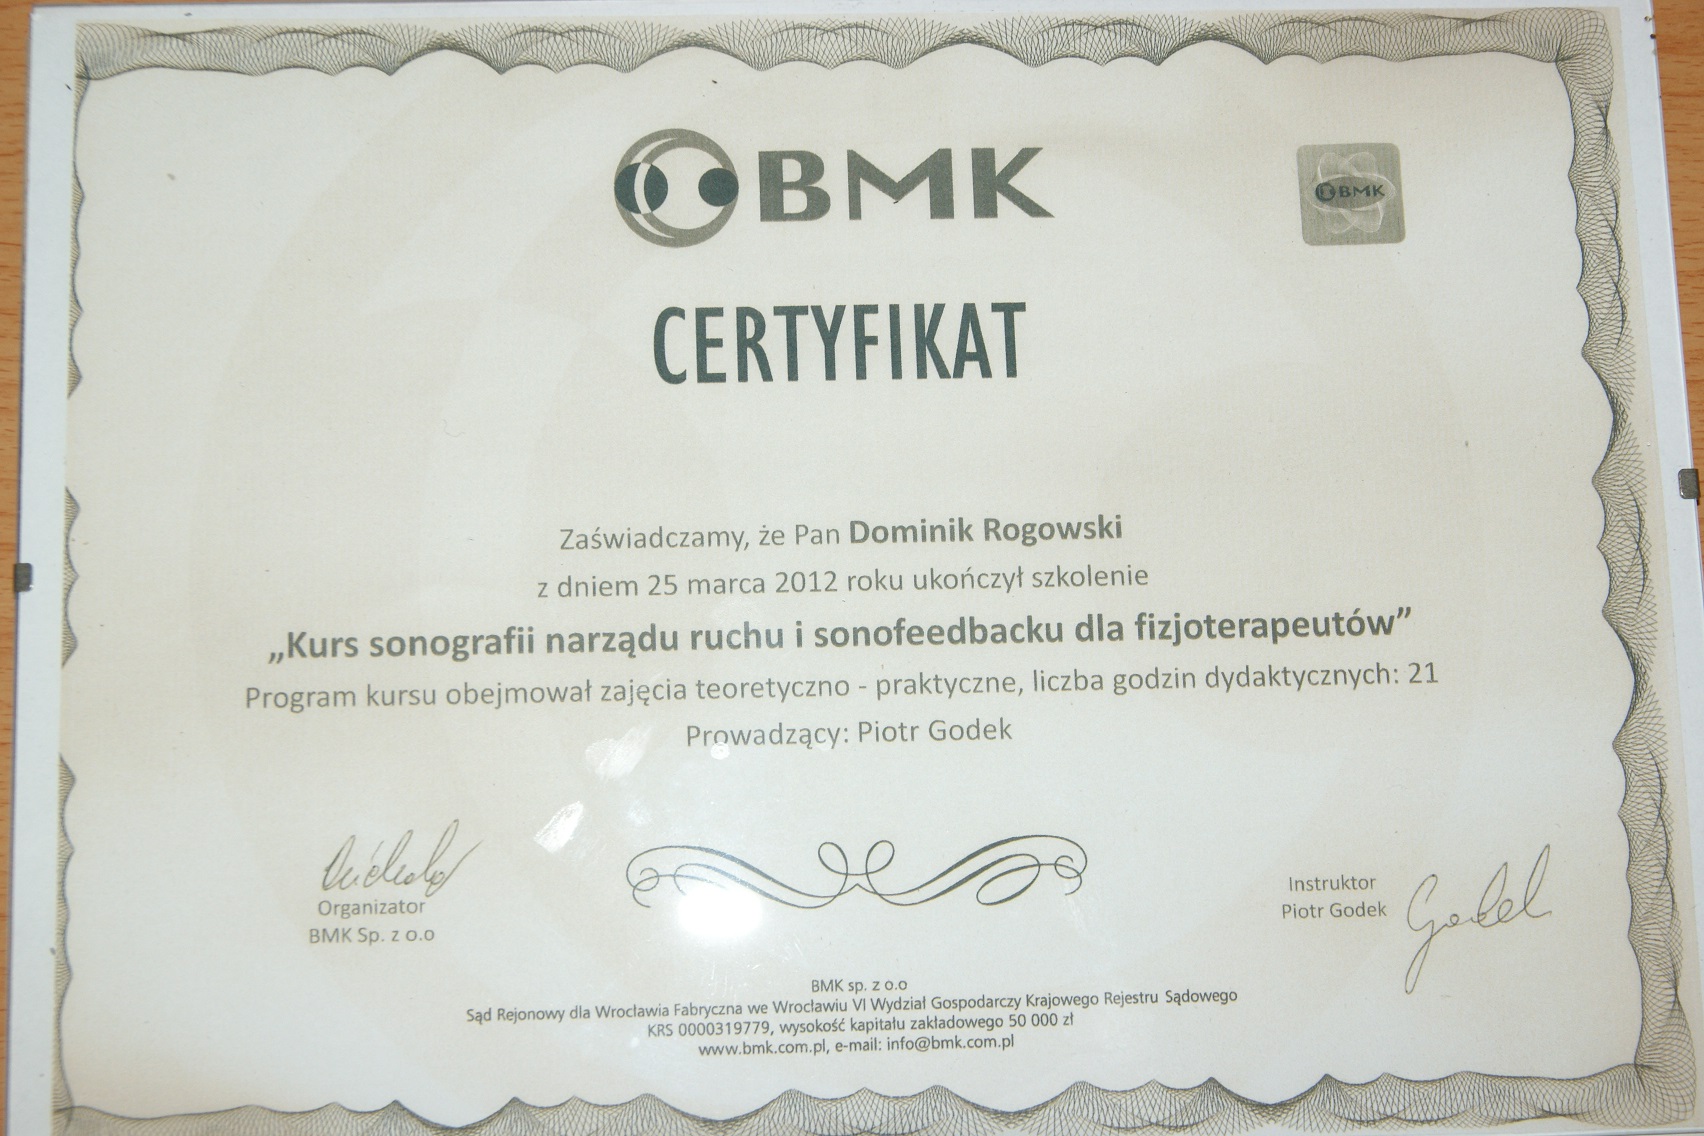 BMK
BMK
CERTYFIKAT
Zaświadczamy, że Pan Dominik Rogowski
z dniem 25 marca 2012 roku ukończył szkolenie
„Kurs sonografii narządu ruchu i sonofeedbacku dla fizjoterapeutów”
Program kursu obejmował zajęcia teoretyczno - praktyczne, liczba godzin dydaktycznych: 21
Prowadzący: Piotr Godek
Organizator
BMK Sp. z o.o
Instruktor
Piotr Godek
Godek
BMK sp. z o.o
Sąd Rejonowy dla Wrocławia Fabryczna we Wrocławiu VI Wydział Gospodarczy Krajowego Rejestru Sądowego
KRS 0000319779, wysokość kapitału zakładowego 50 000 zł
www.bmk.com.pl, e-mail: info@bmk.com.pl